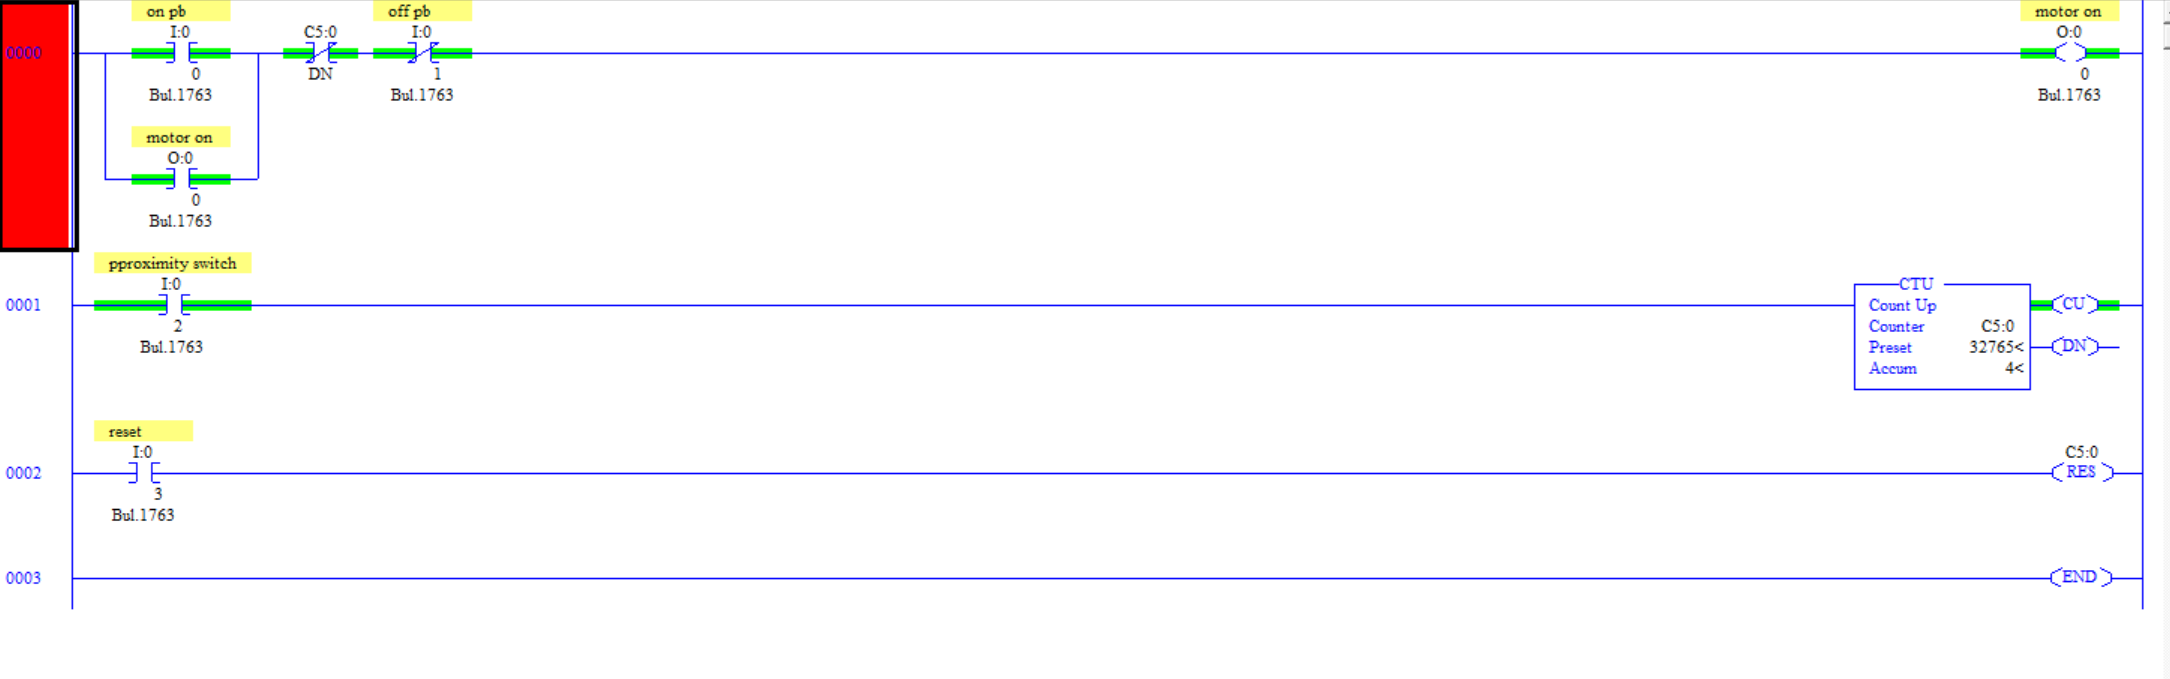 on pb
I:0
0
Bul.1763
C5:0
DN
off pb
I:0
1
Bul.1763
motor on
O:0
0
Bul.1763
0000
motor on
O:0
0
Bul.1763
pproximity switch
I:0
0001
2
Bul.1763
CTU
Count Up
Counter C5:0
Preset 32765<
Accum 4<
CU
DN
reset
I:0
0002
3
Bul.1763
C5:0
RES
0003
END